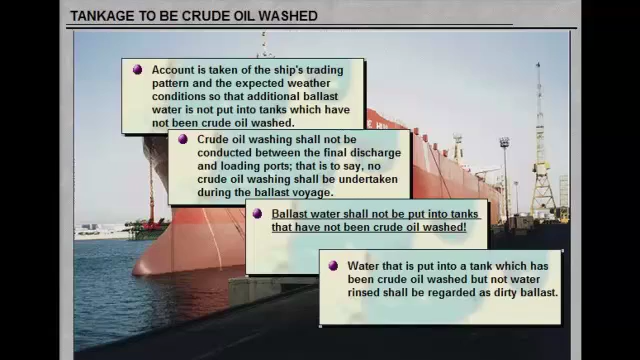 TANKAGE TO BE CRUDE OIL WASHED
Account is taken of the ship's trading
pattern and the expected weather
conditions so that additional ballast
water is not put into tanks which have
not been crude oil washed.
Crude oil washing shall not be
conducted between the final discharge
and loading ports; that is to say, no
crude oil washing shall be undertaken
during the ballast voyage.
Ballast water shall not be put into tanks
that have not been crude oil washed!
Water that is put into a tank which has
been crude oil washed but not water
rinsed shall be regarded as dirty ballast.